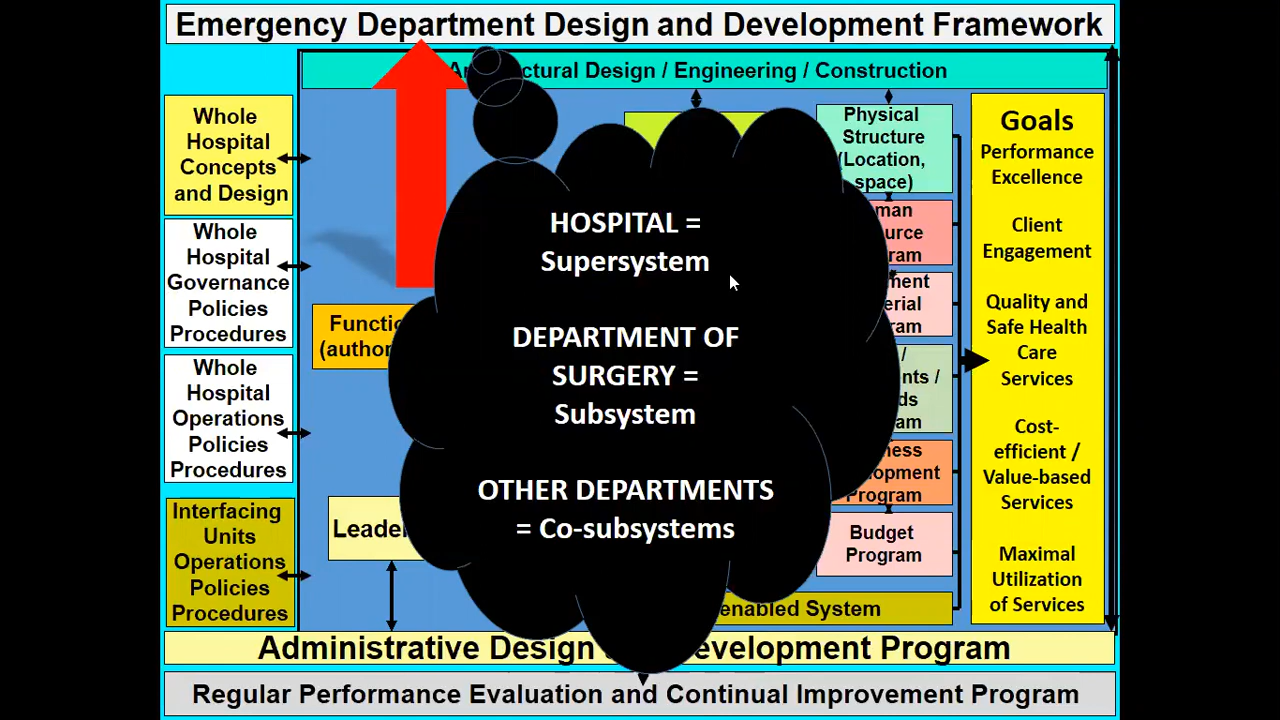 Emergency Department Design and Development Framework
Design / Engineering / Construction
Whole
Hospital
Concepts
and Design
Whole
Hospital
Governance
Policies
Procedures
Whole
Hospital
Operations
Policies
Procedures
Interfacing
Units
Operations
Policies
Procedures
HOSPITAL =
Supersystem
DEPARTMENT OF
SURGERY =
Subsystem
OTHER DEPARTMENTS
= Co-subsystems
Physical
Structure
(Location,
space)
Budget
Program
System
Goals
Performance
Excellence
Client
Engagement
Quality and
Safe Health
Care
Services
Cost-
efficient /
Value-based
Services
Maximal
Utilization
of Services
Administrative Design Program
Regular Performance Evaluation and Continual Improvement Program